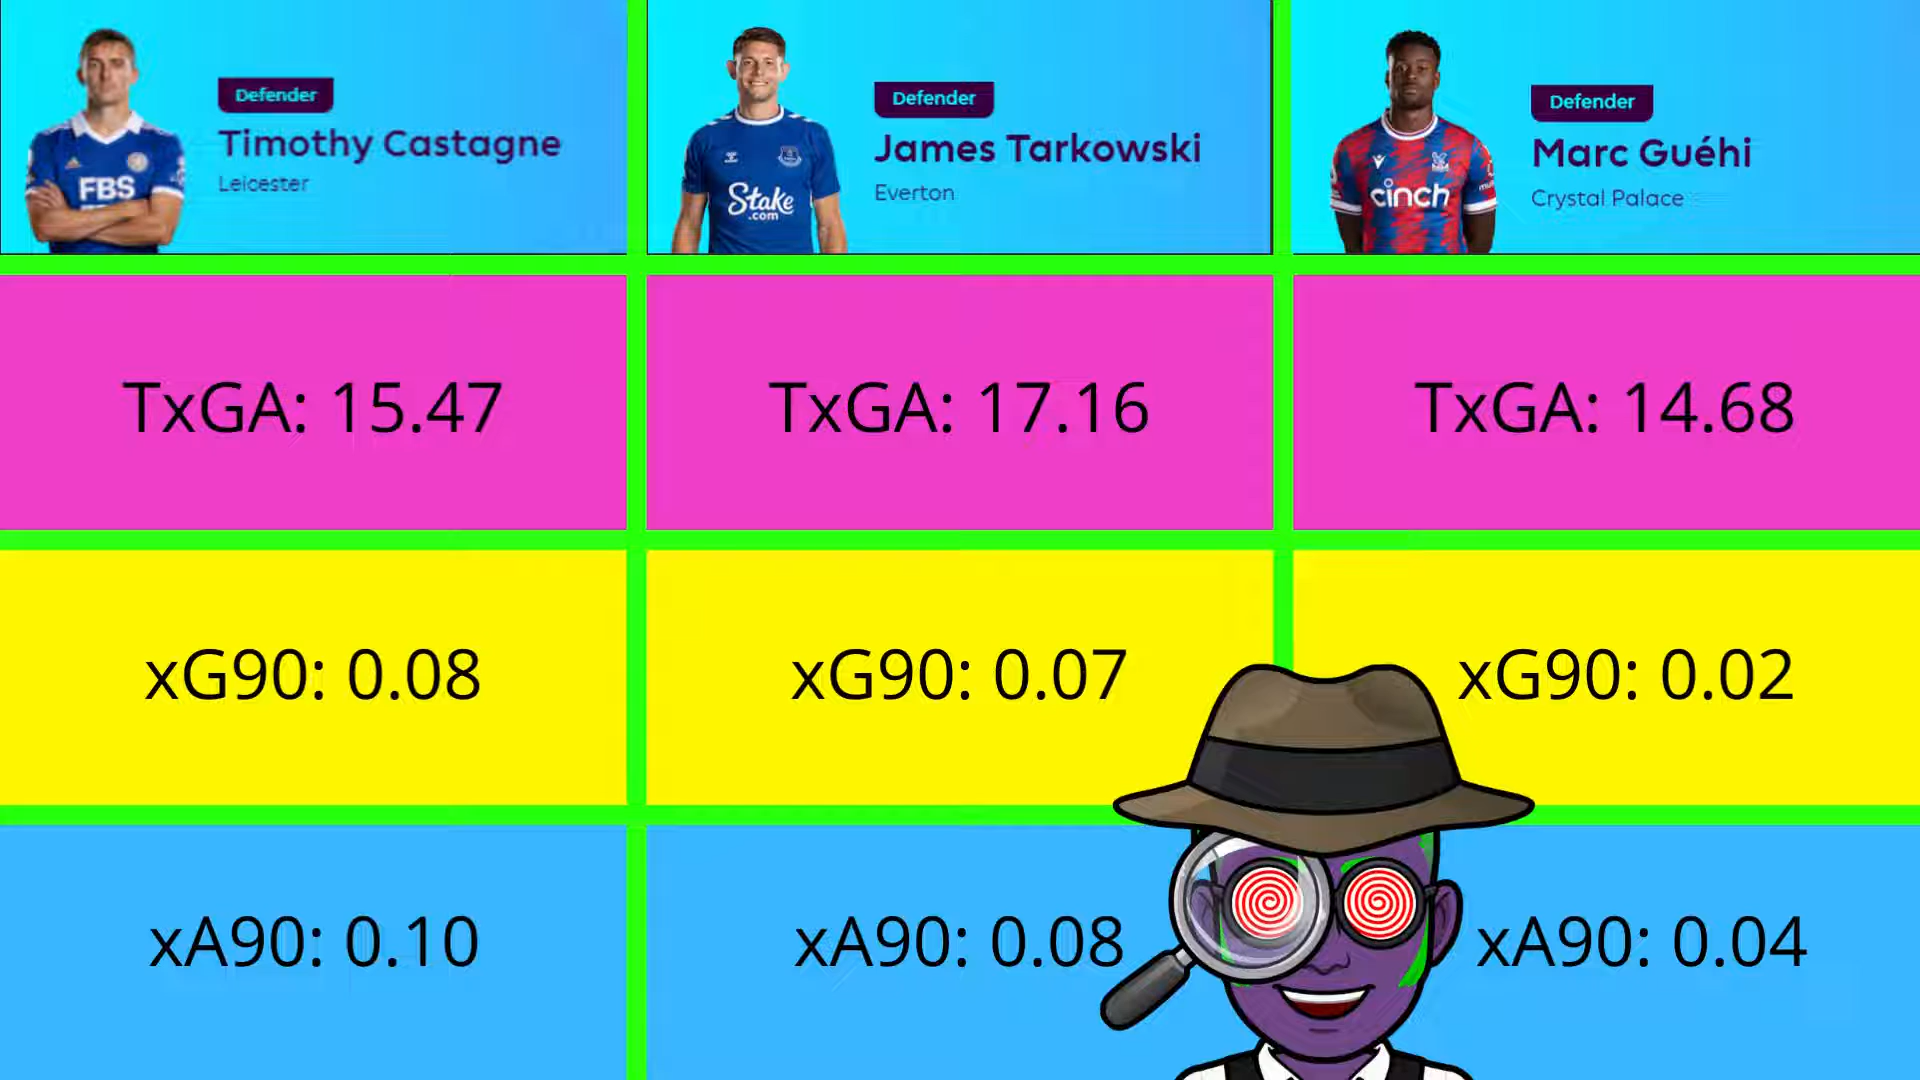 Defender
Timothy Castagne
Leicester
FBS
Defender
James Tarkowski
Everton
Stake
.com
Defender
Marc Guéhi
Crystal Palace
cinch
TxGA: 15.47
TxGA: 17.16
TxGA: 14.68
xG90: 0.08
xG90: 0.07
xG90: 0.02
xA90: 0.10
xA90: 0.08
xA90: 0.04